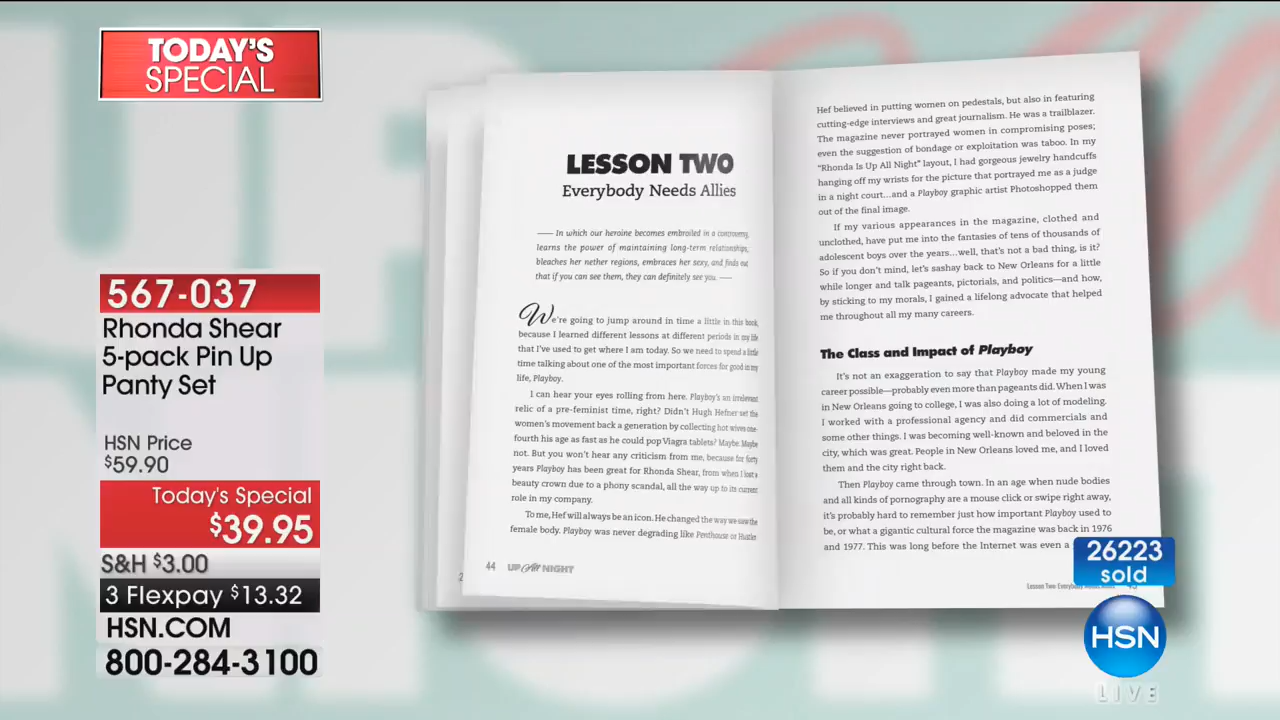 TODAY'S
SPECIAL
567-037
Rhonda Shear
5-pack Pin Up
Panty Set
HSN Price
$59.90
Today's Special
$39.95
S&H $3.00
3 Flexpay $13.32
HSN.COM
800-284-3100
LESSON TWO
Everybody Needs Allies
—— In which our heroine becomes embroiled in a controversy,
learns the power of maintaining long-term relationships,
bleaches her nether regions, embraces her sexy, and finds out
that if you can see them, they can definitely see you. ——
We're going to jump around in time a little in this book,
because I learned different lessons at different periods in my life
that I've used to get where I am today. So we need to spend a little
time talking about one of the most important forces for good in my
life, Playboy.
I can hear your eyes rolling from here. Playboy's an irrelevant
relic of a pre-feminist time, right? Didn't Hugh Hefner set the
women's movement back a generation by collecting hot wives one-
fourth his age as fast as he could pop Viagra tablets? Maybe. Maybe
not. But you won't hear any criticism from me, because for forty
years Playboy has been great for Rhonda Shear, from when I lost a
beauty crown due to a phony scandal, all the way up to its current
role in my company.
To me, Hef will always be an icon. He changed the way we saw the
female body. Playboy was never degrading like Penthouse or Hustler.
44 UP All NIGHT
Hef believed in putting women on pedestals, but also in featuring
cutting-edge interviews and great journalism. He was a trailblazer.
The magazine never portrayed women in compromising poses;
even the suggestion of bondage or exploitation was taboo. In my
"Rhonda Is Up All Night" layout, I had gorgeous jewelry handcuffs
hanging off my wrists for the picture that portrayed me as a judge
in a night court…and a Playboy graphic artist Photoshopped them
out of the final image.
If my various appearances in the magazine, clothed and
unclothed, have put me into the fantasies of tens of thousands of
adolescent boys over the years…well, that's not a bad thing, is it?
So if you don't mind, let's sashay back to New Orleans for a little
while longer and talk pageants, pictorials, and politics—and how,
by sticking to my morals, I gained a lifelong advocate that helped
me throughout all my many careers.
The Class and Impact of Playboy
It's not an exaggeration to say that Playboy made my young
career possible—probably even more than pageants did. When I was
in New Orleans going to college, I was also doing a lot of modeling.
I worked with a professional agency and did commercials and
some other things. I was becoming well-known and beloved in the
city, which was great. People in New Orleans loved me, and I loved
them and the city right back.
Then Playboy came through town. In an age when nude bodies
and all kinds of pornography are a mouse click or swipe right away,
it's probably hard to remember just how important Playboy used to
be, or what a gigantic cultural force the magazine was back in 1976
and 1977. This was long before the Internet was even a
Lesson Two: Everybody Needs Allies
26223
sold
HSN
LIVE